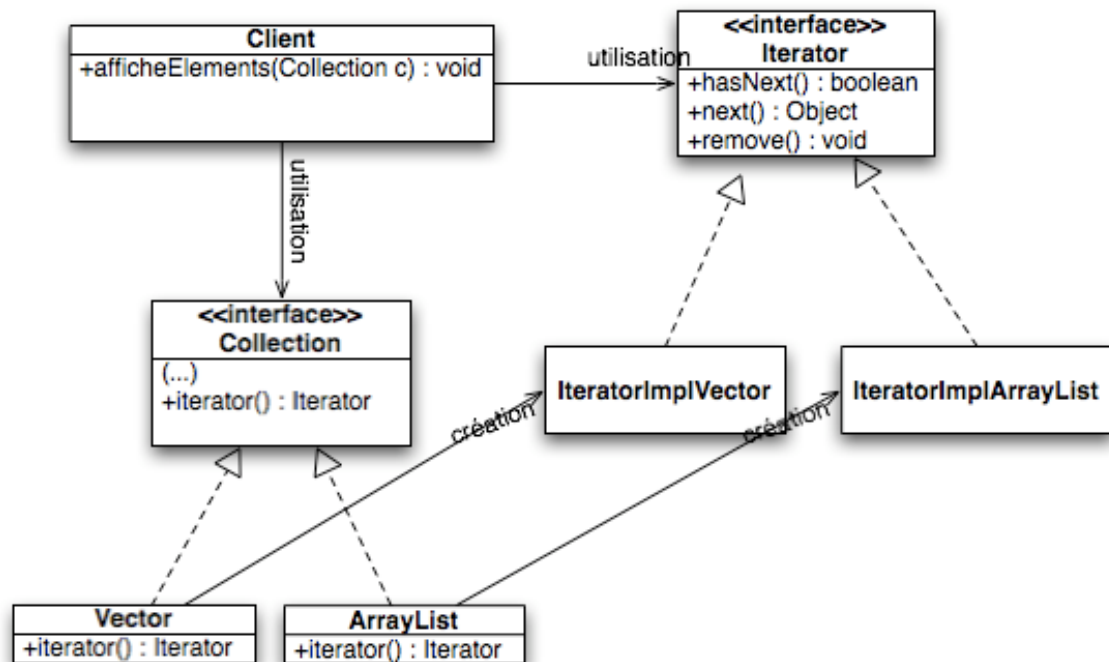 Client
+afficheElements(Collection c) : void
utilisation
<<interface>>
Iterator
+hasNext() : boolean
+next() : Object
+remove() : void
utilisation
<<interface>>
Collection
(...)
+iterator() : Iterator
IteratorImplVector
IteratorImplArrayList
création
création
Vector
+iterator() : Iterator
ArrayList
+iterator() : Iterator